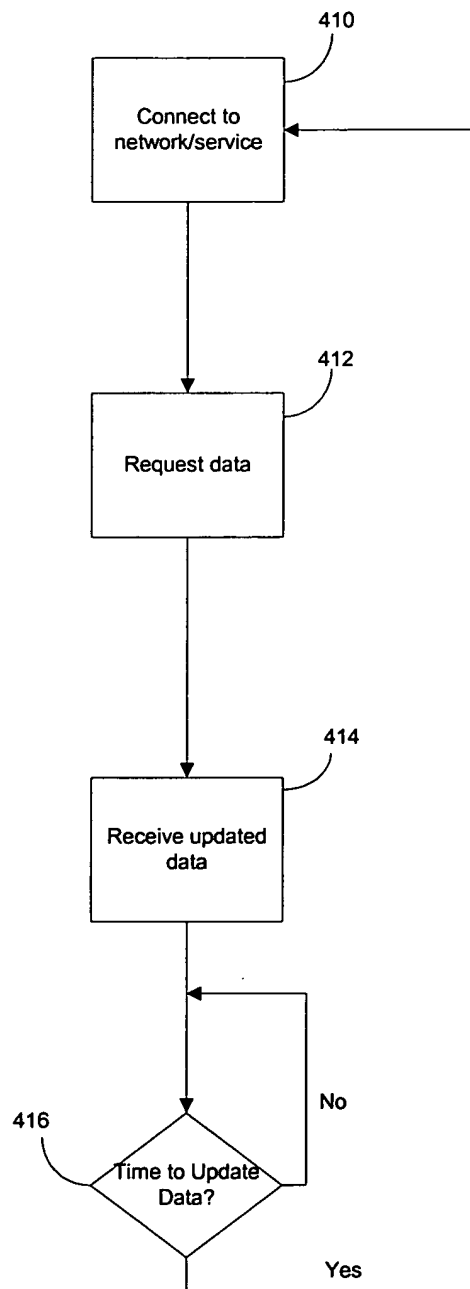 410
Connect to
network/service
412
Request data
414
Receive updated
data
No
416
Time to Update
Data?
Yes